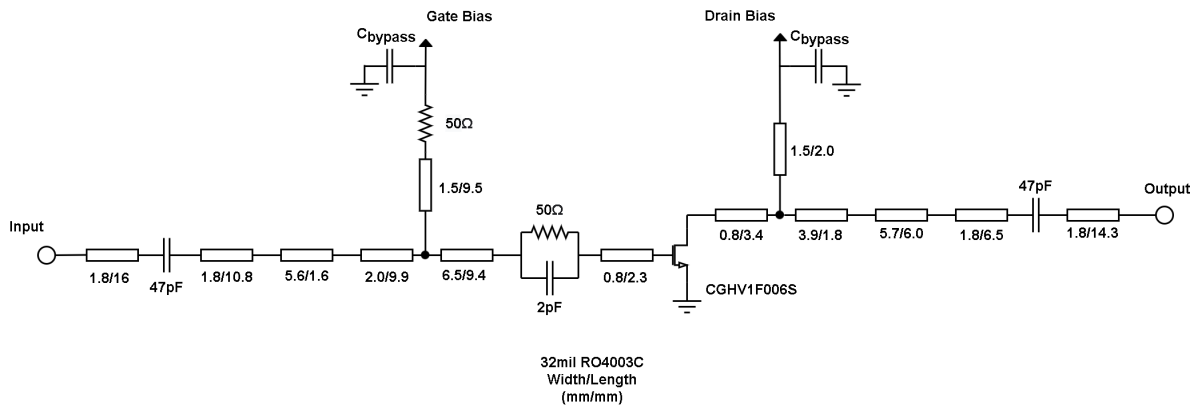 Gate Bias
Drain Bias
Cbypass
Cbypass
50Ω
1.5/9.5
1.5/2.0
50Ω
47pF
Output
Input
0.8/3.4
3.9/1.8
5.7/6.0
1.8/6.5
1.8/14.3
1.8/16
47pF
1.8/10.8
5.6/1.6
2.0/9.9
6.5/9.4
2pF
0.8/2.3
CGHV1F006S
32mil RO4003C
Width/Length
(mm/mm)